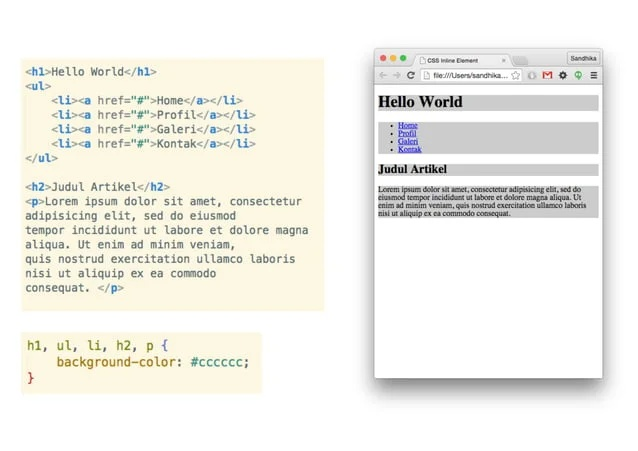 <h1>Hello World</h1>
<ul>
<li><a href="#">Home</a></li>
<li><a href="#">Profil</a></li>
<li><a href="#">Galeri</a></li>
<li><a href="#">Kontak</a></li>
</ul>
<h2>Judul Artikel</h2>
<p>Lorem ipsum dolor sit amet, consectetur
adipisicing elit, sed do eiusmod
tempor incididunt ut labore et dolore magna
aliqua. Ut enim ad minim veniam,
quis nostrud exercitation ullamco laboris
nisi ut aliquip ex ea commodo
consequat. </p>
h1, ul, li, h2, p {
background-color: #cccccc;
}
CSS Inline Element
Sandhika
file:///Users/sandhika
Hello World
Home
Profil
Galeri
Kontak
Judul Artikel
Lorem ipsum dolor sit amet, consectetur adipisicing elit, sed do
eiusmod tempor incididunt ut labore et dolore magna aliqua. Ut
enim ad minim veniam, quis nostrud exercitation ullamco laboris
nisi ut aliquip ex ea commodo consequat.